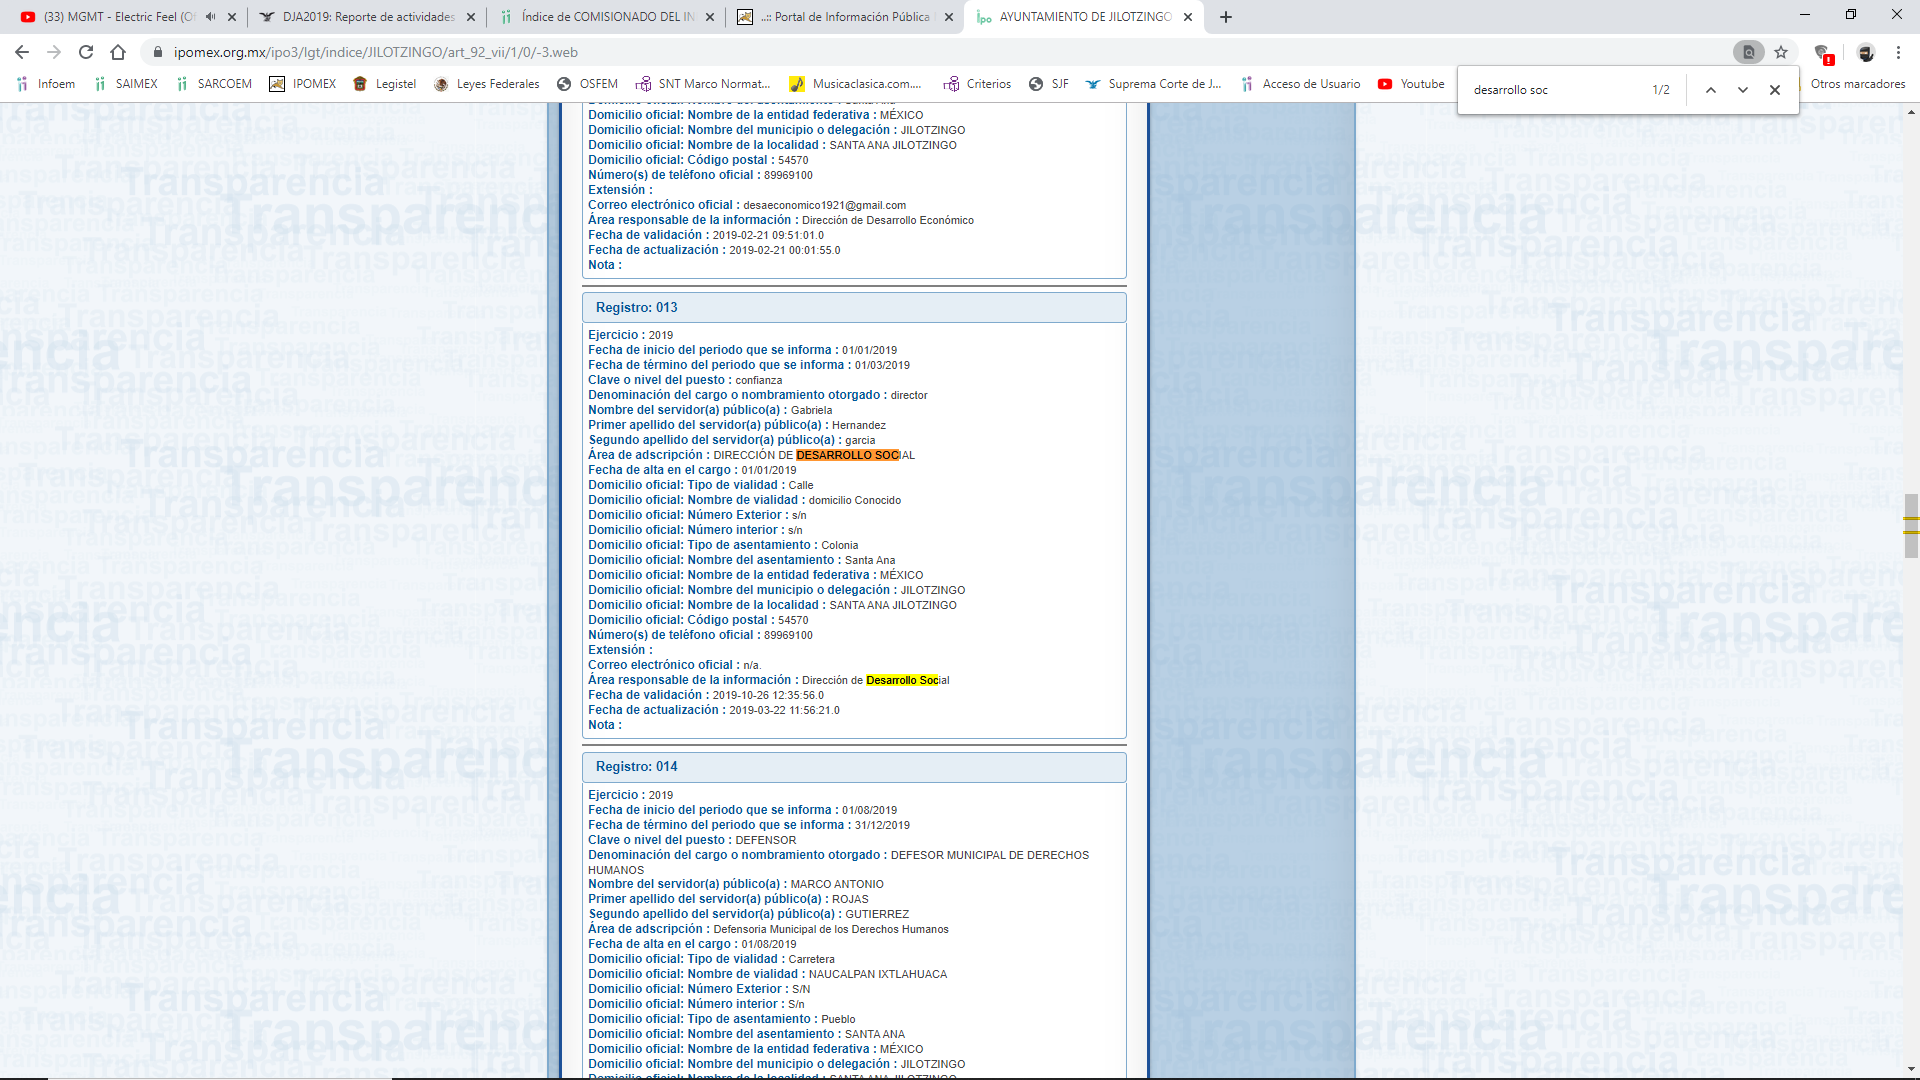 (33) MGMT - Electric Feel (Of
DJA2019: Reporte de actividades
Índice de COMISIONADO DEL IN
..:: Portal de Información Pública
AYUNTAMIENTO DE JILOTZINGO
ipomex.org.mx/ipo3/lgt/indice/JILOTZINGO/art_92_vii/1/0/-3.web
Infoem SAIMEX SARCOEM IPOMEX Legistel Leyes Federales OSFEM SNT Marco Normat... Musicaclasica.com.... Criterios SJF Suprema Corte de J... Acceso de Usuario Youtube Otros marcadores
desarrollo soc 1/2
Domicilio oficial: Nombre de la entidad federativa : MÉXICO
Domicilio oficial: Nombre del municipio o delegación : JILOTZINGO
Domicilio oficial: Nombre de la localidad : SANTA ANA JILOTZINGO
Domicilio oficial: Código postal : 54570
Número(s) de teléfono oficial : 89969100
Extensión :
Correo electrónico oficial : desaeconomico1921@gmail.com
Área responsable de la información : Dirección de Desarrollo Económico
Fecha de validación : 2019-02-21 09:51:01.0
Fecha de actualización : 2019-02-21 00:01:55.0
Nota :
Registro: 013
Ejercicio : 2019
Fecha de inicio del periodo que se informa : 01/01/2019
Fecha de término del periodo que se informa : 01/03/2019
Clave o nivel del puesto : confianza
Denominación del cargo o nombramiento otorgado : director
Nombre del servidor(a) público(a) : Gabriela
Primer apellido del servidor(a) público(a) : Hernandez
Segundo apellido del servidor(a) público(a) : garcia
Área de adscripción : DIRECCIÓN DE DESARROLLO SOCIAL
Fecha de alta en el cargo : 01/01/2019
Domicilio oficial: Tipo de vialidad : Calle
Domicilio oficial: Nombre de vialidad : domicilio Conocido
Domicilio oficial: Número Exterior : s/n
Domicilio oficial: Número interior : s/n
Domicilio oficial: Tipo de asentamiento : Colonia
Domicilio oficial: Nombre del asentamiento : Santa Ana
Domicilio oficial: Nombre de la entidad federativa : MÉXICO
Domicilio oficial: Nombre del municipio o delegación : JILOTZINGO
Domicilio oficial: Nombre de la localidad : SANTA ANA JILOTZINGO
Domicilio oficial: Código postal : 54570
Número(s) de teléfono oficial : 89969100
Extensión :
Correo electrónico oficial : n/a.
Área responsable de la información : Dirección de Desarrollo Social
Fecha de validación : 2019-10-26 12:35:56.0
Fecha de actualización : 2019-03-22 11:56:21.0
Nota :
Registro: 014
Ejercicio : 2019
Fecha de inicio del periodo que se informa : 01/08/2019
Fecha de término del periodo que se informa : 31/12/2019
Clave o nivel del puesto : DEFENSOR
Denominación del cargo o nombramiento otorgado : DEFESOR MUNICIPAL DE DERECHOS
HUMANOS
Nombre del servidor(a) público(a) : MARCO ANTONIO
Primer apellido del servidor(a) público(a) : ROJAS
Segundo apellido del servidor(a) público(a) : GUTIERREZ
Área de adscripción : Defensoria Municipal de los Derechos Humanos
Fecha de alta en el cargo : 01/08/2019
Domicilio oficial: Tipo de vialidad : Carretera
Domicilio oficial: Nombre de vialidad : NAUCALPAN IXTLAHUACA
Domicilio oficial: Número Exterior : S/N
Domicilio oficial: Número interior : S/n
Domicilio oficial: Tipo de asentamiento : Pueblo
Domicilio oficial: Nombre del asentamiento : SANTA ANA
Domicilio oficial: Nombre de la entidad federativa : MÉXICO
Domicilio oficial: Nombre del municipio o delegación : JILOTZINGO